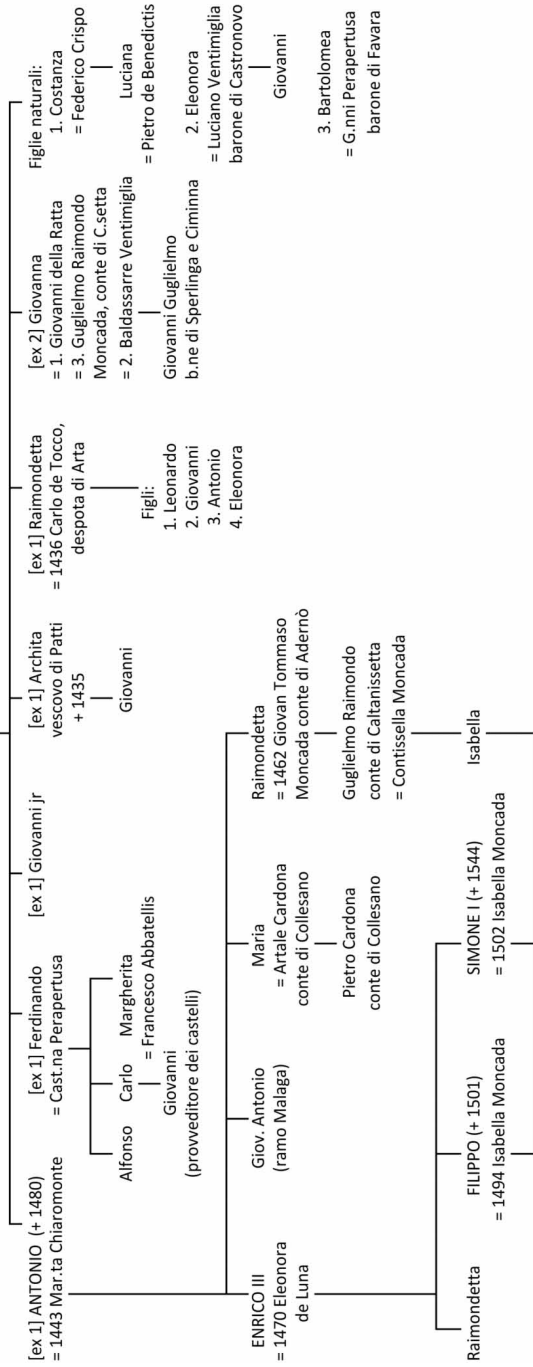 [ex 1] ANTONIO (+ 1480)
= 1443 Mar.ta Chiaromonte
[ex 1] Ferdinando
= Cast.na Perapertusa
Alfonso
Carlo
Margherita
= Francesco Abbatellis
Giovanni
(provveditore dei castelli)
[ex 1] Giovanni jr
[ex 1] Archita
vescovo di Patti
+ 1435
Giovanni
[ex 1] Raimondetta
= 1436 Carlo de Tocco,
despota di Arta
Figli:
1. Leonardo
2. Giovanni
3. Antonio
4. Eleonora
[ex 2] Giovanna
= 1. Giovanni della Ratta
= 3. Guglielmo Raimondo
Moncada, conte di C.setta
= 2. Baldassarre Ventimiglia
Giovanni Guglielmo
b.ne di Sperlinga e Ciminna
Figlie naturali:
1. Costanza
= Federico Crispo
Luciana
= Pietro de Benedictis
2. Eleonora
= Luciano Ventimiglia
barone di Castronovo
Giovanni
3. Bartolomea
= G.nni Perapertusa
barone di Favara
ENRICO III
= 1470 Eleonora
de Luna
Giov. Antonio
(ramo Malaga)
Maria
= Artale Cardona
conte di Collesano
Pietro Cardona
conte di Collesano
Raimondetta
= 1462 Giovan Tommaso
Moncada conte di Adernò
Guglielmo Raimondo
conte di Caltanissetta
= Contissella Moncada
Raimondetta
FILIPPO (+ 1501)
= 1494 Isabella Moncada
SIMONE I (+ 1544)
= 1502 Isabella Moncada
Isabella